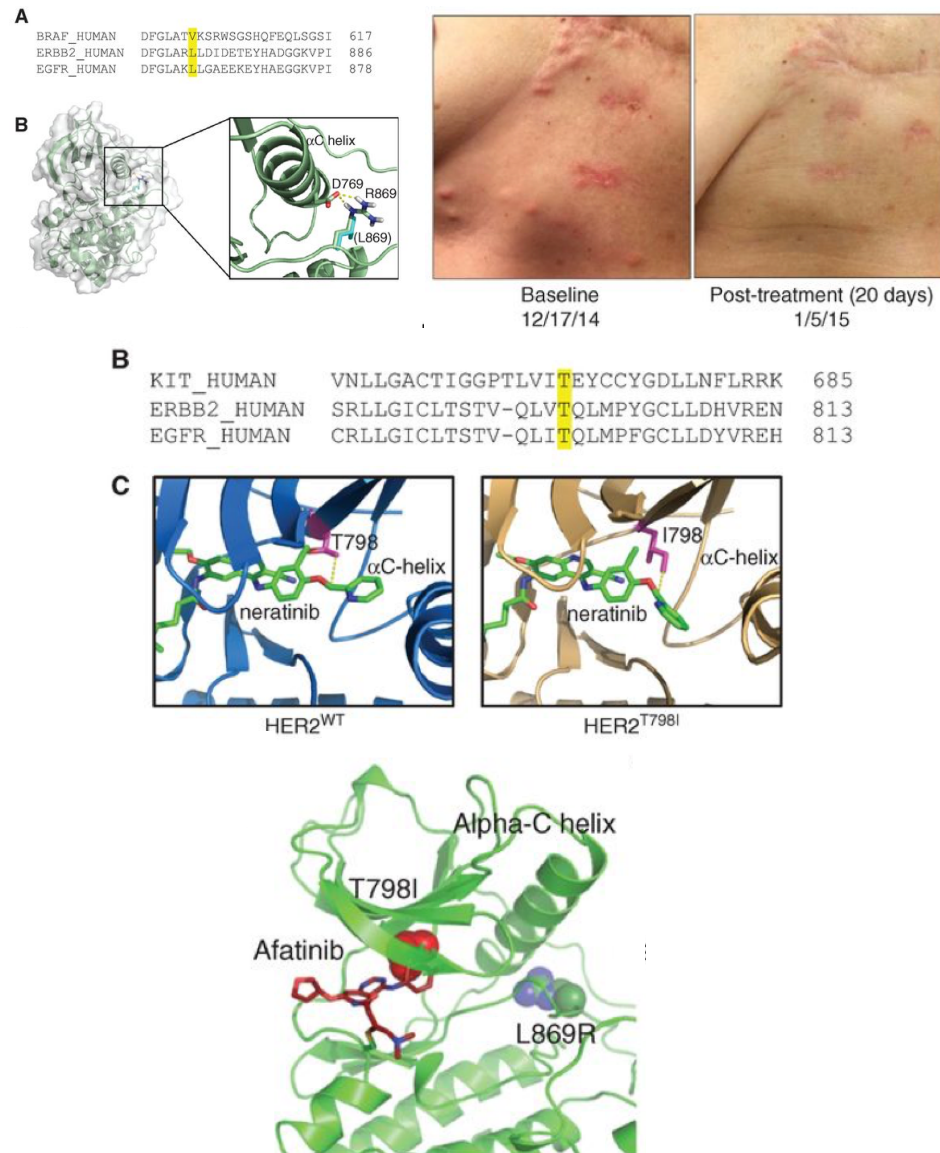 A
BRAF_HUMAN DFGLATVKSRWSGSHQFEQLSGSI 617
ERBB2_HUMAN DFGLARLLDIDETEYHADGGKVPI 886
EGFR_HUMAN DFGLAKLLGAEEKEYHAEGGKVPI 878
B
αC helix
D769
R869
(L869)
Baseline
12/17/14
Post-treatment (20 days)
1/5/15
B
KIT_HUMAN VNLLGACTIGGPTLVITEYCCYGDLLNFLRRK 685
ERBB2_HUMAN SRLLGICLTSTV-QLVTQLMPYGCLLDHVREN 813
EGFR_HUMAN CRLLGICLTSTV-QLITQLMPFGCLLDYVREH 813
C
T798
αC-helix
neratinib
HER2WT
I798
αC-helix
neratinib
HER2T798I
Alpha-C helix
T798I
Afatinib
L869R